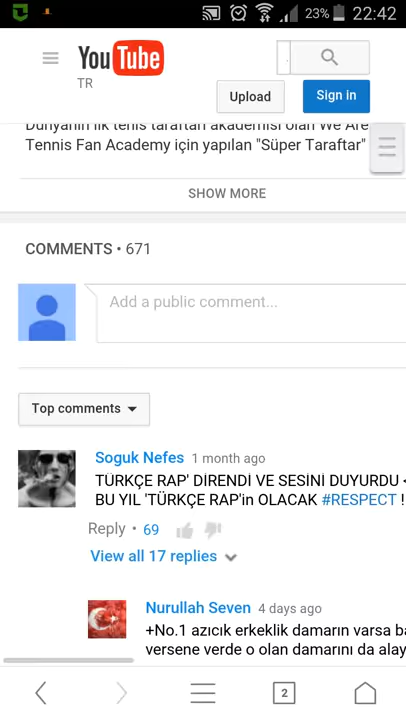 23% 22:42
YouTube
TR
Upload
Sign in
Dünyanın ilk tenis taraftarı akademisi olan We Are
Tennis Fan Academy için yapılan "Süper Taraftar"
SHOW MORE
COMMENTS • 671
Add a public comment...
Top comments
Soguk Nefes 1 month ago
TÜRKÇE RAP' DİRENDİ VE SESİNİ DUYURDU <
BU YIL 'TÜRKÇE RAP'in OLACAK #RESPECT !
Reply • 69
View all 17 replies
Nurullah Seven 4 days ago
+No.1 azıcık erkeklik damarın varsa
versene verde o olan damarını da
2